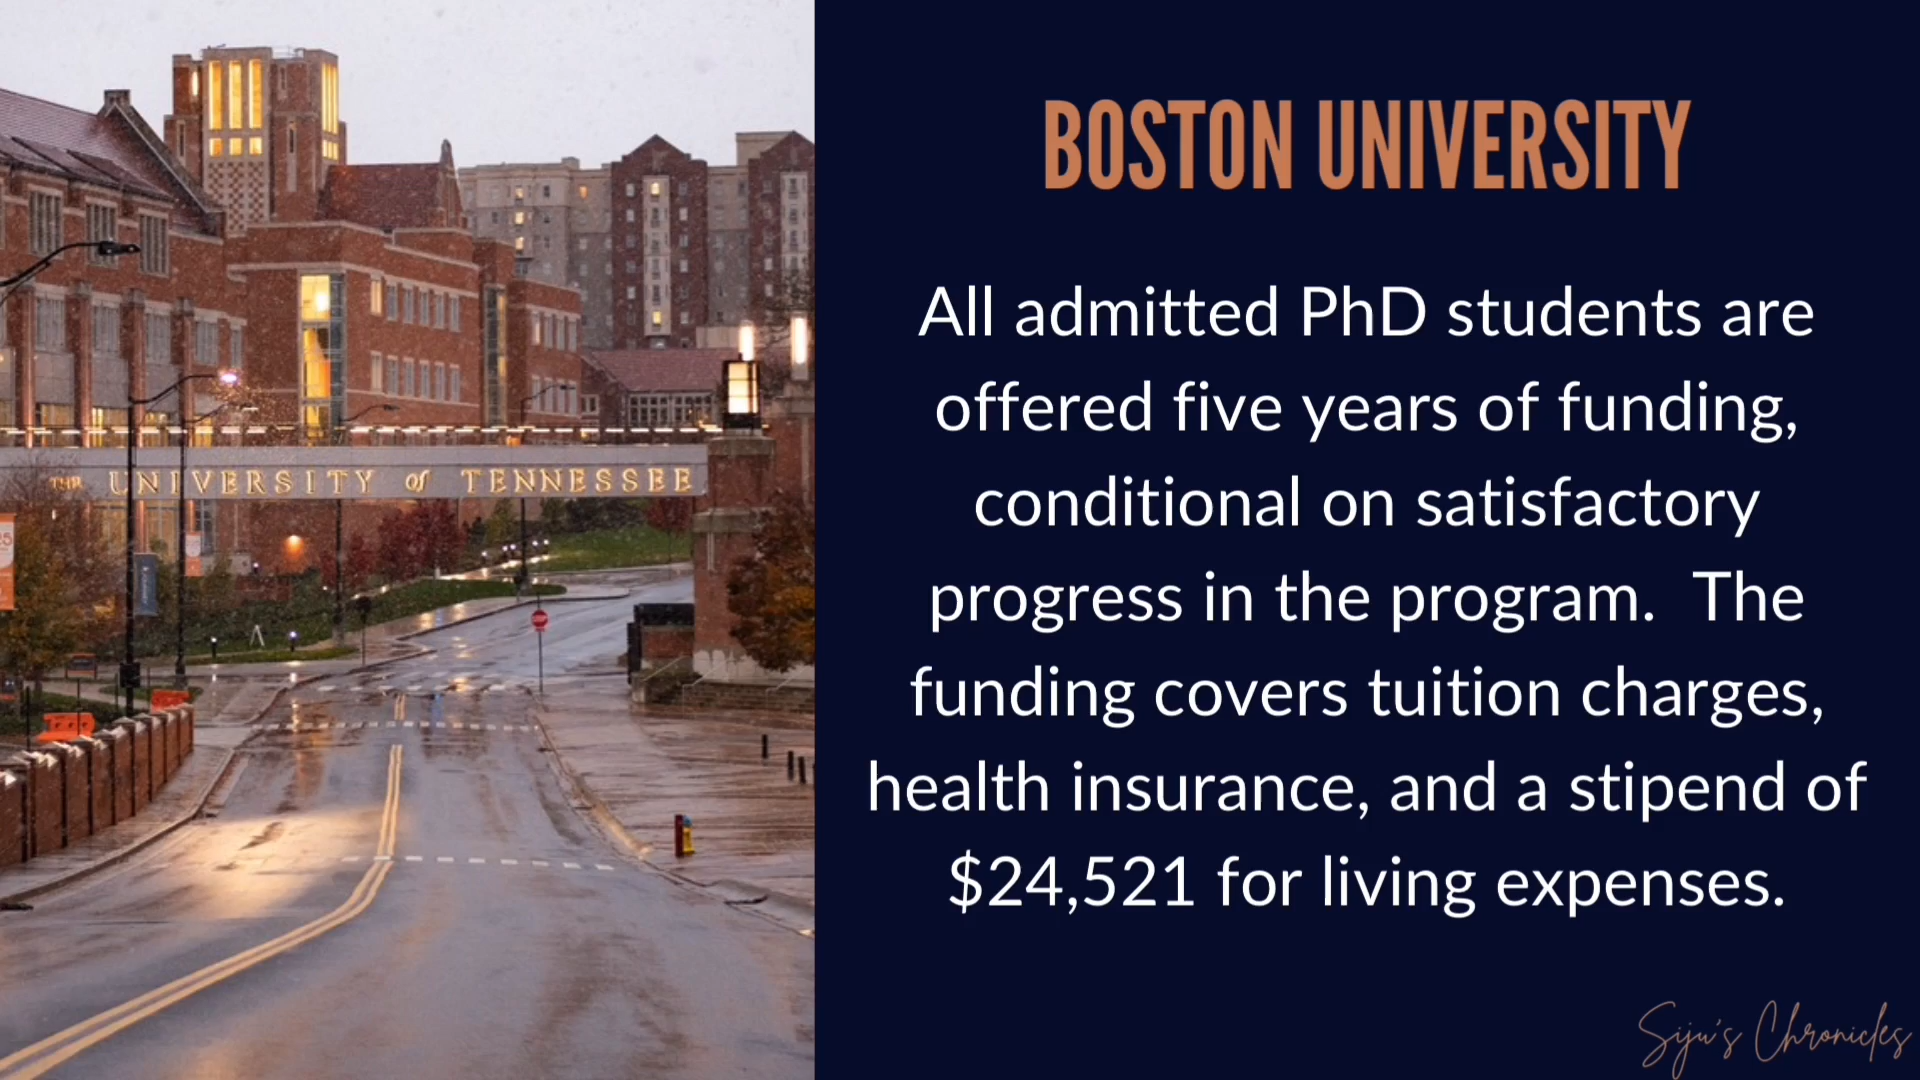 THE UNIVERSITY of TENNESSEE
BOSTON UNIVERSITY
All admitted PhD students are
offered five years of funding,
conditional on satisfactory
progress in the program. The
funding covers tuition charges,
health insurance, and a stipend of
$24,521 for living expenses.
Siju's Chronicles